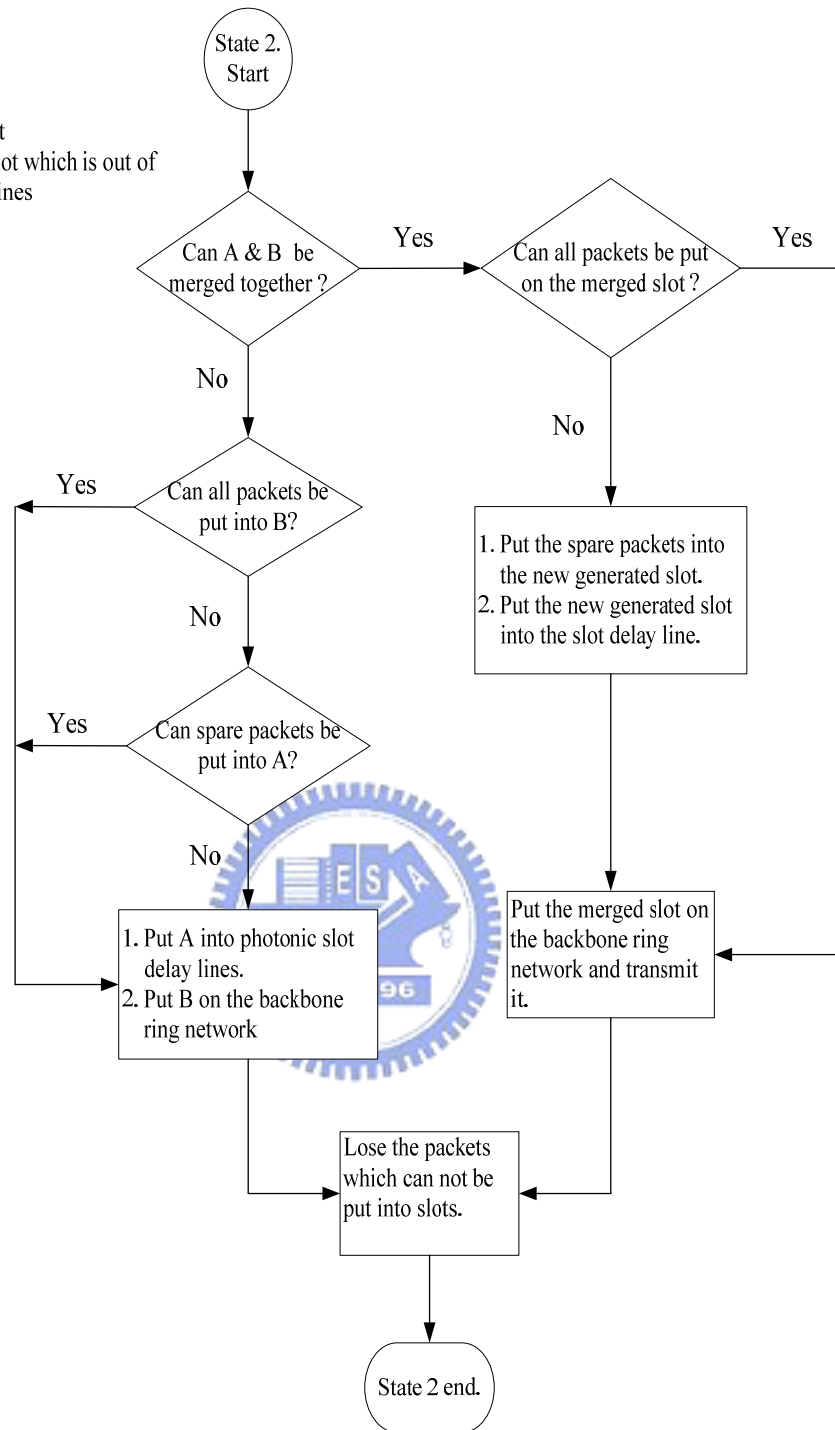 State 2.
Start
t
ot which is out of
ines
Can A & B be
merged together ?
Yes
Can all packets be put
on the merged slot ?
Yes
No
No
Can all packets be
put into B?
Yes
1. Put the spare packets into
the new generated slot.
2. Put the new generated slot
into the slot delay line.
No
Can spare packets be
put into A?
Yes
No
E S A
96
1. Put A into photonic slot
delay lines.
2. Put B on the backbone
ring network
Put the merged slot on
the backbone ring
network and transmit
it.
Lose the packets
which can not be
put into slots.
State 2 end.